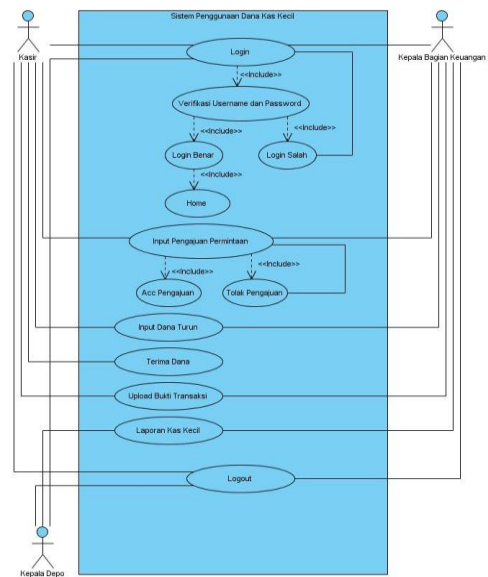 Sistem Penggunaan Dana Kas Kecil
Kasir
Kepala Bagian Keuangan
Login
<<Include>>
Verifikasi Username dan Password
<<Include>>
<<Include>>
Login Benar
Login Salah
<<Include>>
Home
Input Pengajuan Permintaan
<<Include>>
<<Include>>
Acc Pengajuan
Tolak Pengajuan
Input Dana Turun
Terima Dana
Upload Bukti Transaksi
Laporan Kas Kecil
Logout
Kepala Depo